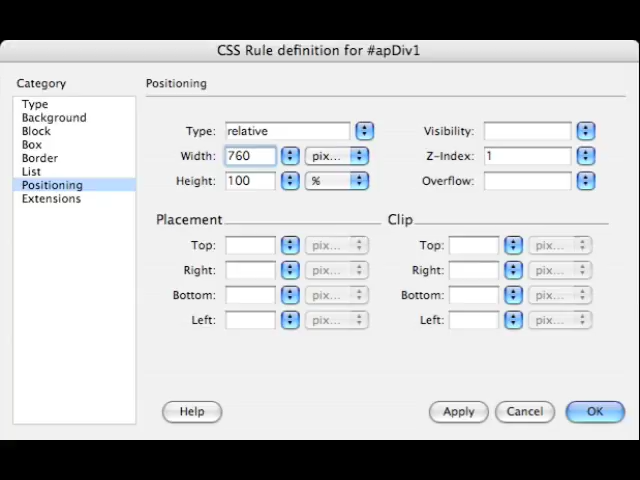 CSS Rule definition for #apDiv1
Category
Positioning
Type
Background
Block
Box
Border
List
Positioning
Extensions
Type: relative
Visibility:
Width: 760 pix...
Z-Index: 1
Height: 100 %
Overflow:
Placement
Clip
Top: pix...
Top: pix...
Right: pix...
Right: pix...
Bottom: pix...
Bottom: pix...
Left: pix...
Left: pix...
Help
Apply
Cancel
OK